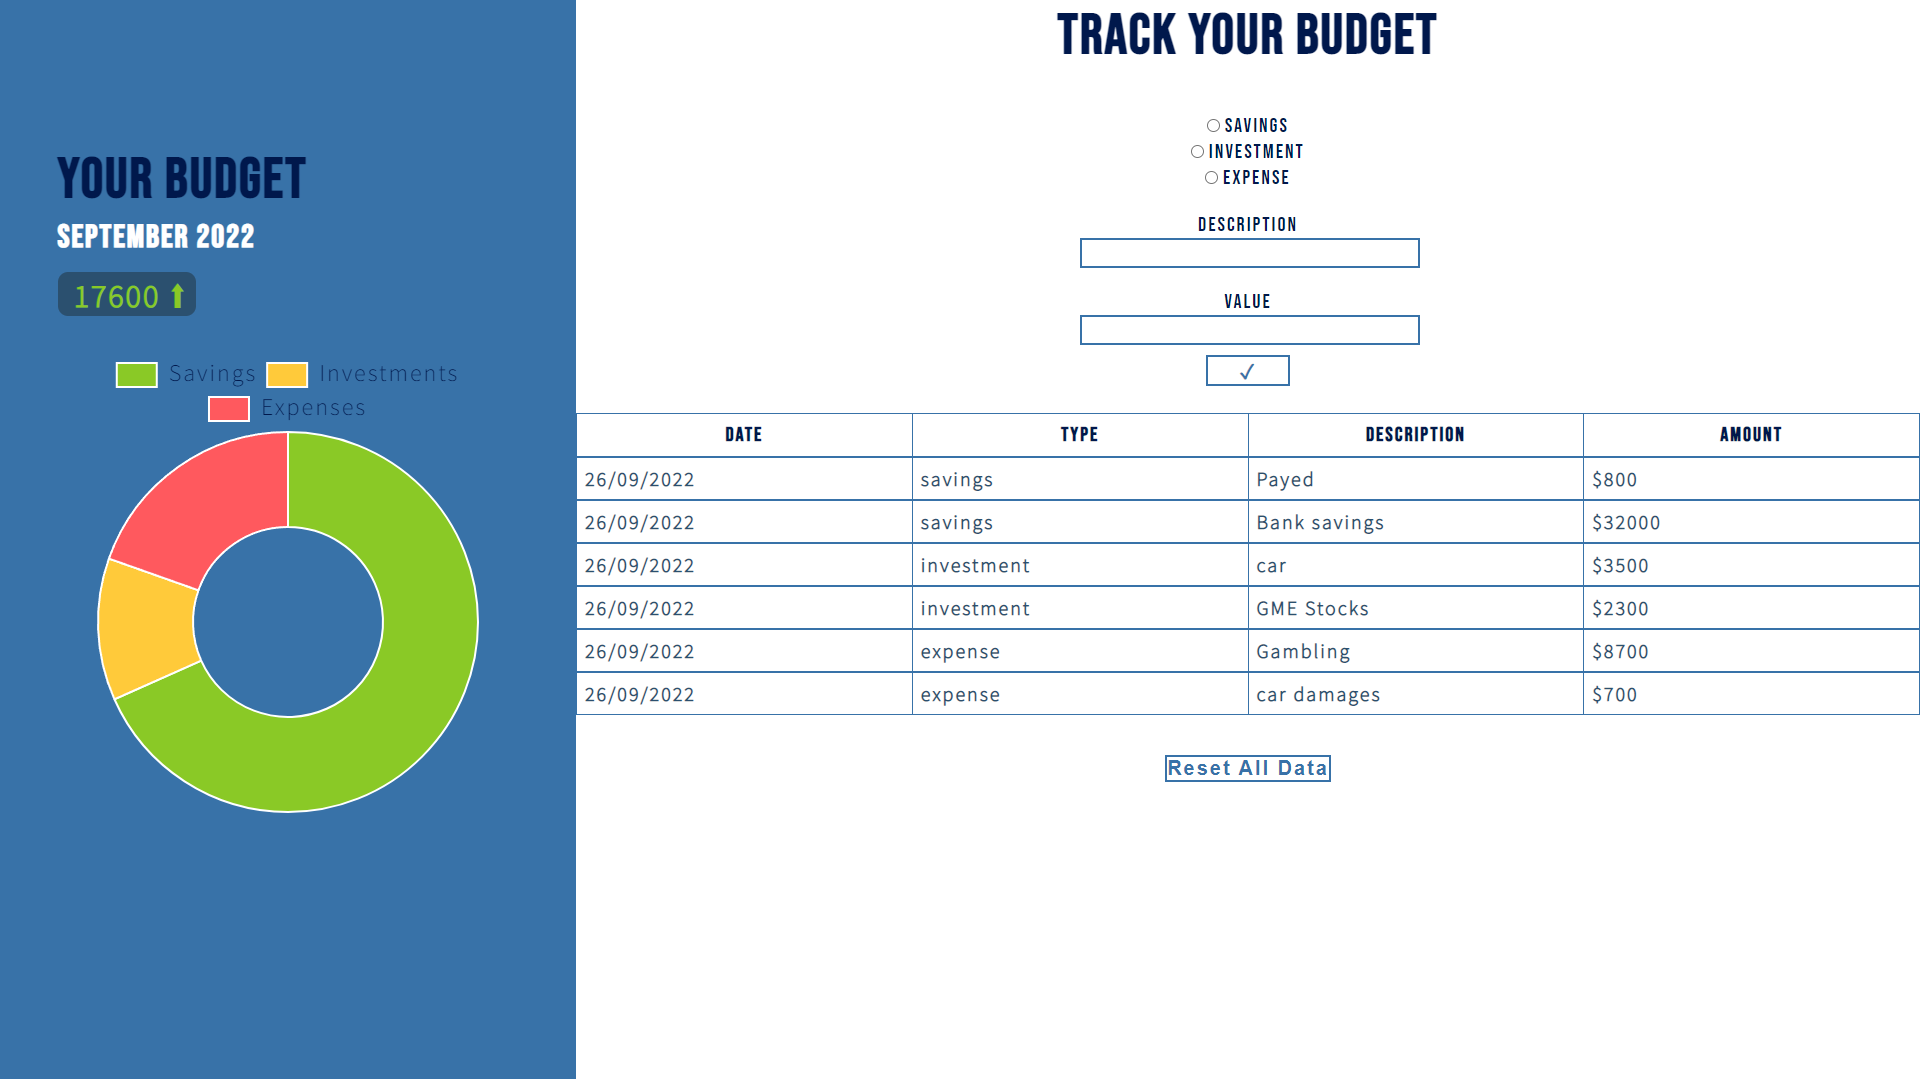 YOUR BUDGET
SEPTEMBER 2022
17600 ⬆
Savings Investments
Expenses
TRACK YOUR BUDGET
SAVINGS
INVESTMENT
EXPENSE
DESCRIPTION
VALUE
✓
DATE TYPE DESCRIPTION AMOUNT
26/09/2022 savings Payed $800
26/09/2022 savings Bank savings $32000
26/09/2022 investment car $3500
26/09/2022 investment GME Stocks $2300
26/09/2022 expense Gambling $8700
26/09/2022 expense car damages $700
Reset All Data